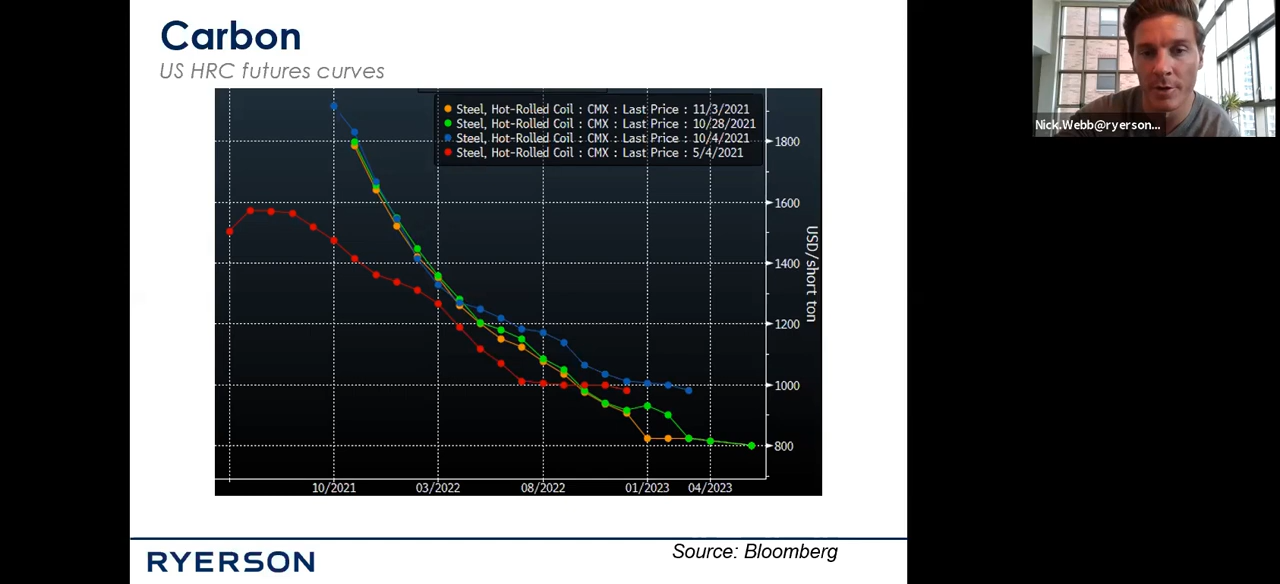 Carbon
US HRC futures curves
Steel, Hot-Rolled Coil : CMX : Last Price : 11/3/2021
Steel, Hot-Rolled Coil : CMX : Last Price : 10/28/2021
Steel, Hot-Rolled Coil : CMX : Last Price : 10/4/2021
Steel, Hot-Rolled Coil : CMX : Last Price : 5/4/2021
1800
1600
1400
1200
1000
800
USD/short ton
10/2021
03/2022
08/2022
01/2023
04/2023
Source: Bloomberg
RYERSON
Nick.Webb@ryerson...